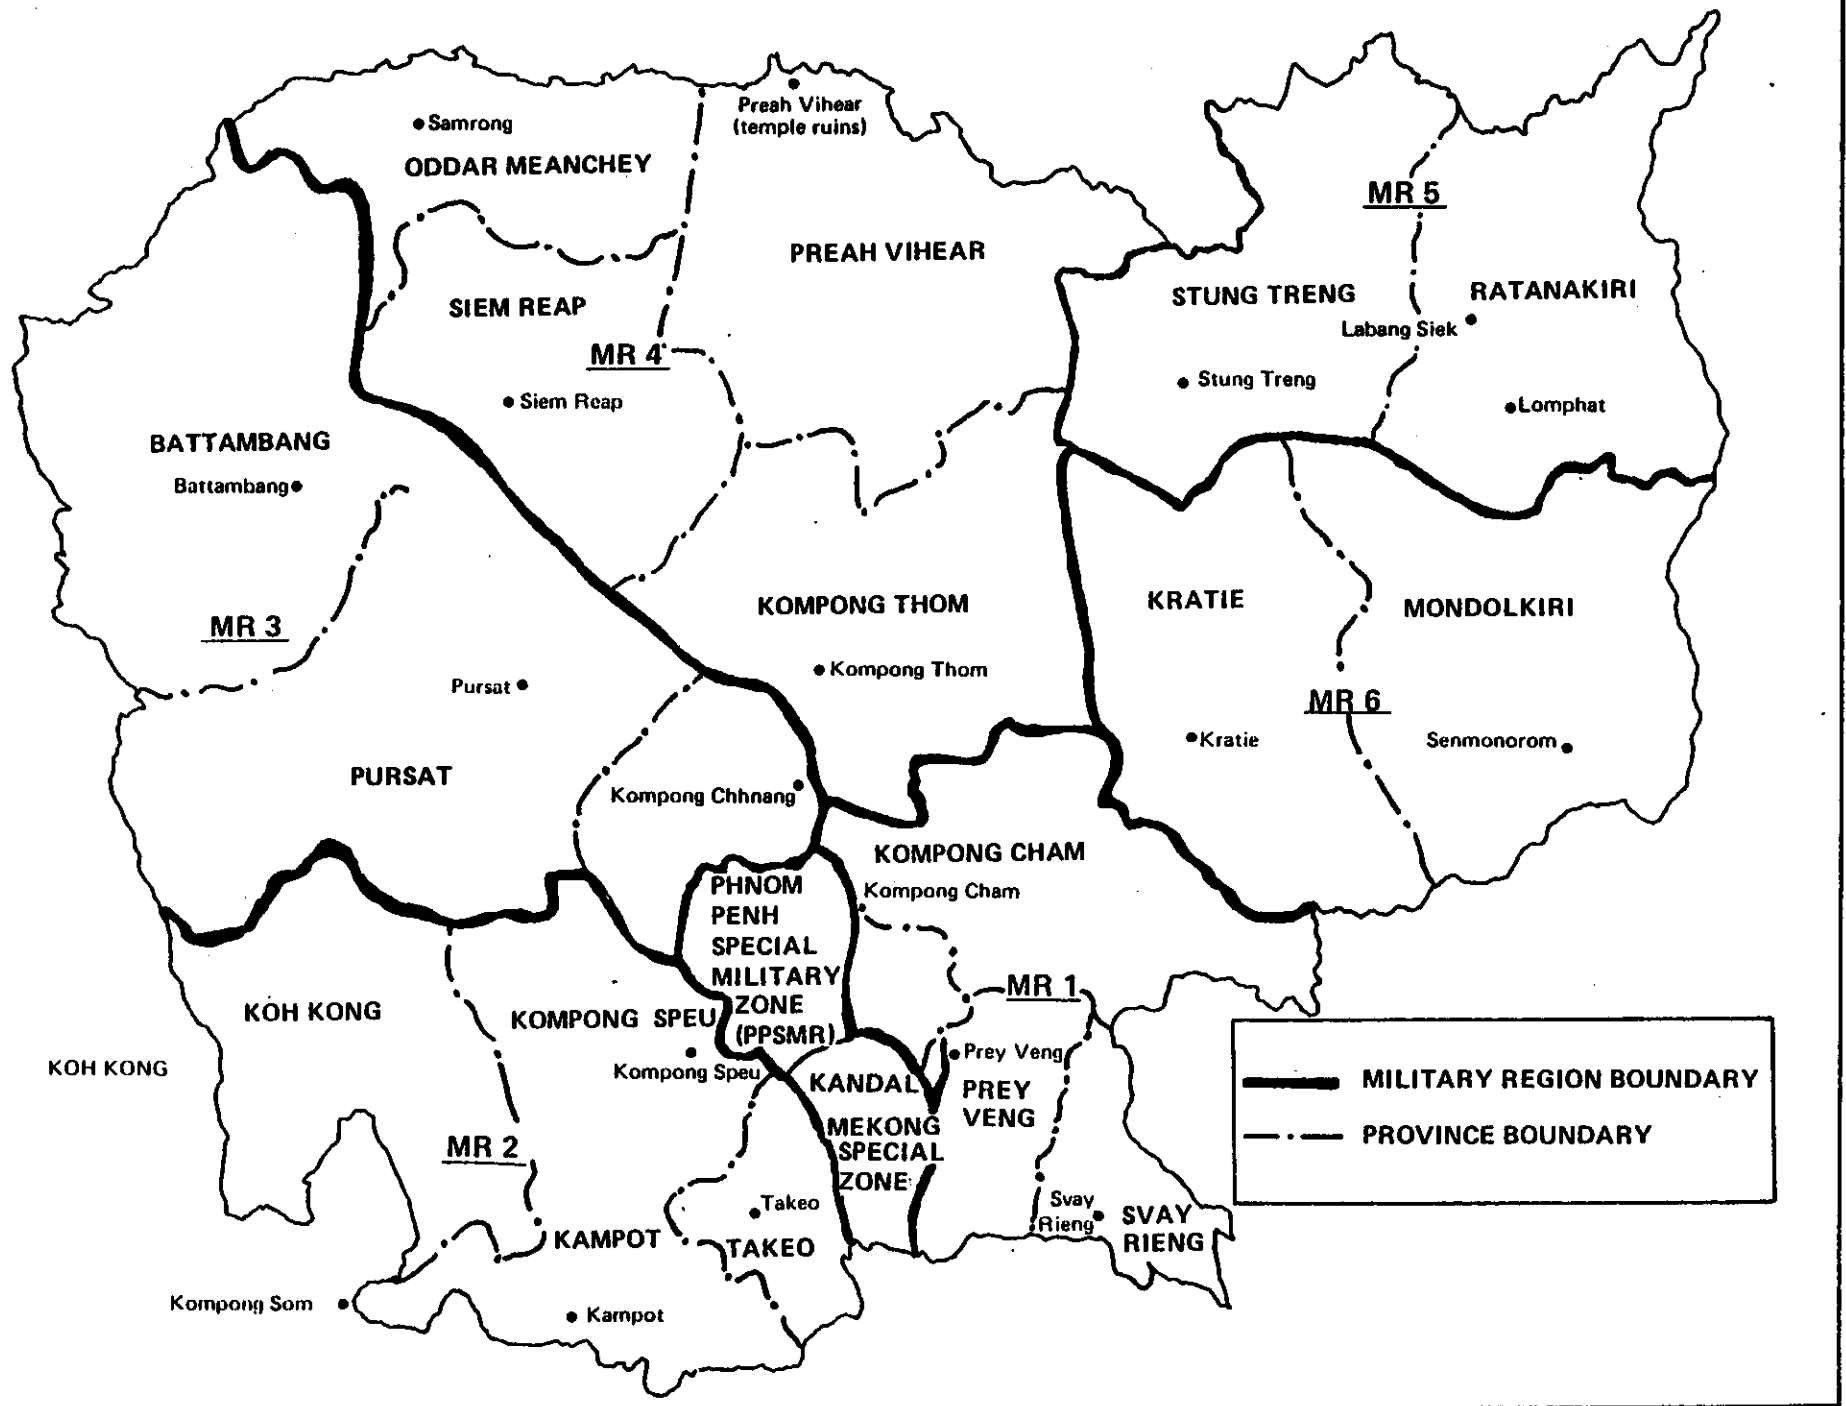 Preah Vihear
(temple ruins)
Samrong
ODDAR MEANCHEY
MR 5
PREAH VIHEAR
STUNG TRENG
RATANAKIRI
SIEM REAP
Labang Siek
MR 4
Stung Treng
Siem Reap
Lomphat
BATTAMBANG
Battambang
KOMPONG THOM
KRATIE
MONDOLKIRI
MR 3
Kompong Thom
Pursat
MR 6
Kratie
Senmonorom
PURSAT
Kompong Chhnang
KOMPONG CHAM
Kompong Cham
PHNOM
PENH
SPECIAL
MILITARY
ZONE
(PPSMR)
MR 1
KOH KONG
KOMPONG SPEU
KOH KONG
Kompong Speu
Prey Veng
KANDAL
PREY
VENG
MEKONG
SPECIAL
ZONE
MR 2
Takeo
Svay
Rieng
SVAY
RIENG
KAMPOT
TAKEO
Kompong Som
Kampot
MILITARY REGION BOUNDARY
PROVINCE BOUNDARY